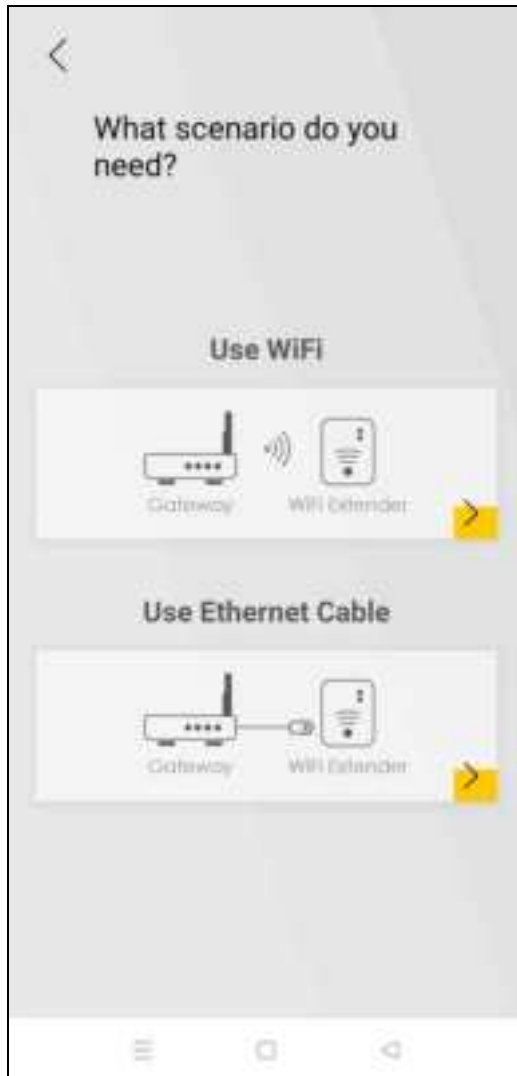 What scenario do you
need?
Use WiFi
Gateway
WiFi Extender
Use Ethernet Cable
Gateway
WiFi Extender